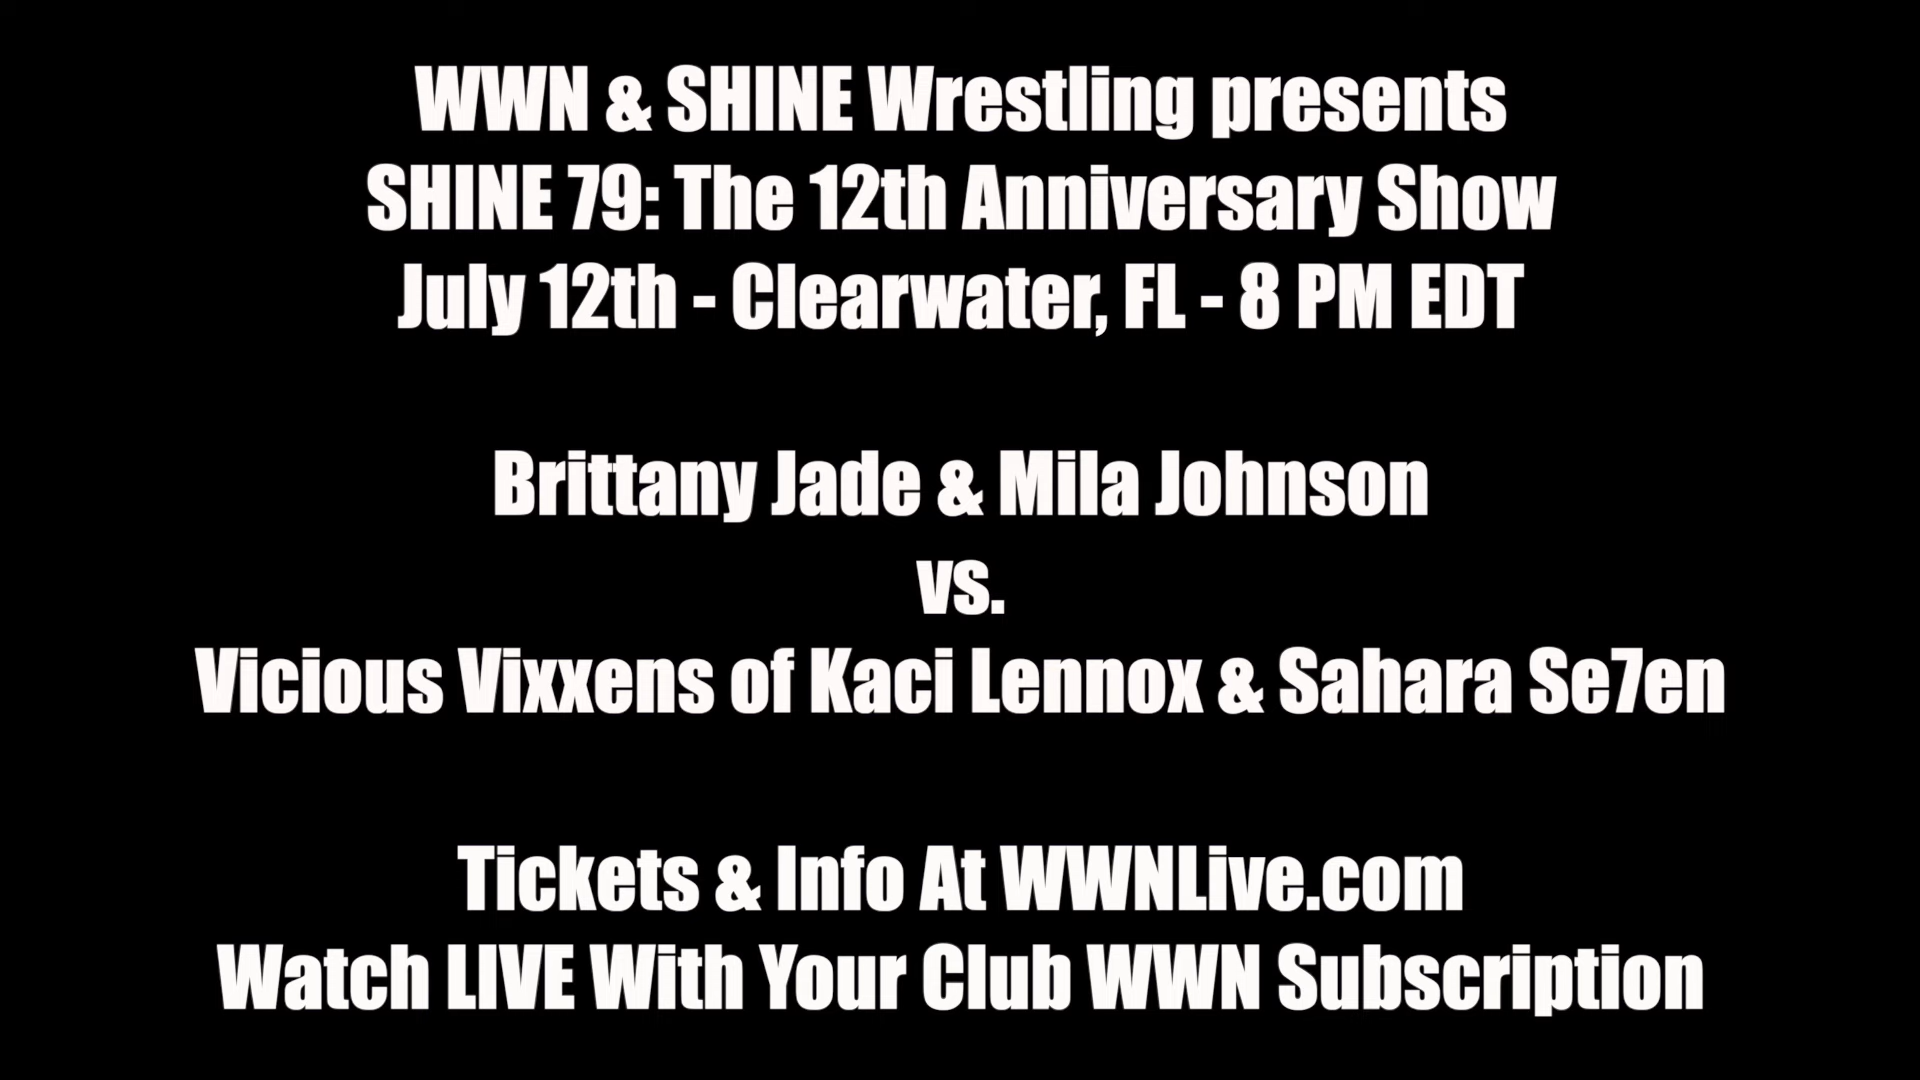 WWN & SHINE Wrestling presents
SHINE 79: The 12th Anniversary Show
July 12th - Clearwater, FL - 8 PM EDT
Brittany Jade & Mila Johnson
vs.
Vicious Vixxens of Kaci Lennox & Sahara Se7en
Tickets & Info At WWNLive.com
Watch LIVE With Your Club WWN Subscription